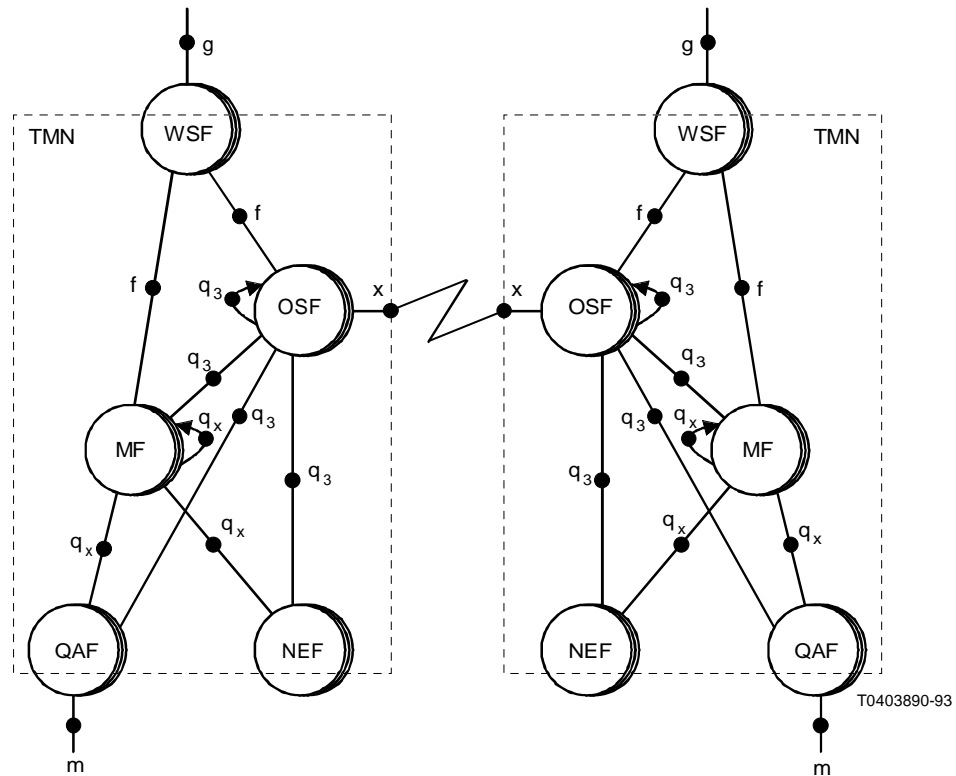 g g
TMN WSF WSF TMN
f f
f q3 OSF x x OSF q3 f
q3 q3
MF qx q3 q3 qx MF
q3 q3
qx qx qx qx
QAF NEF NEF QAF
T0403890-93
m m